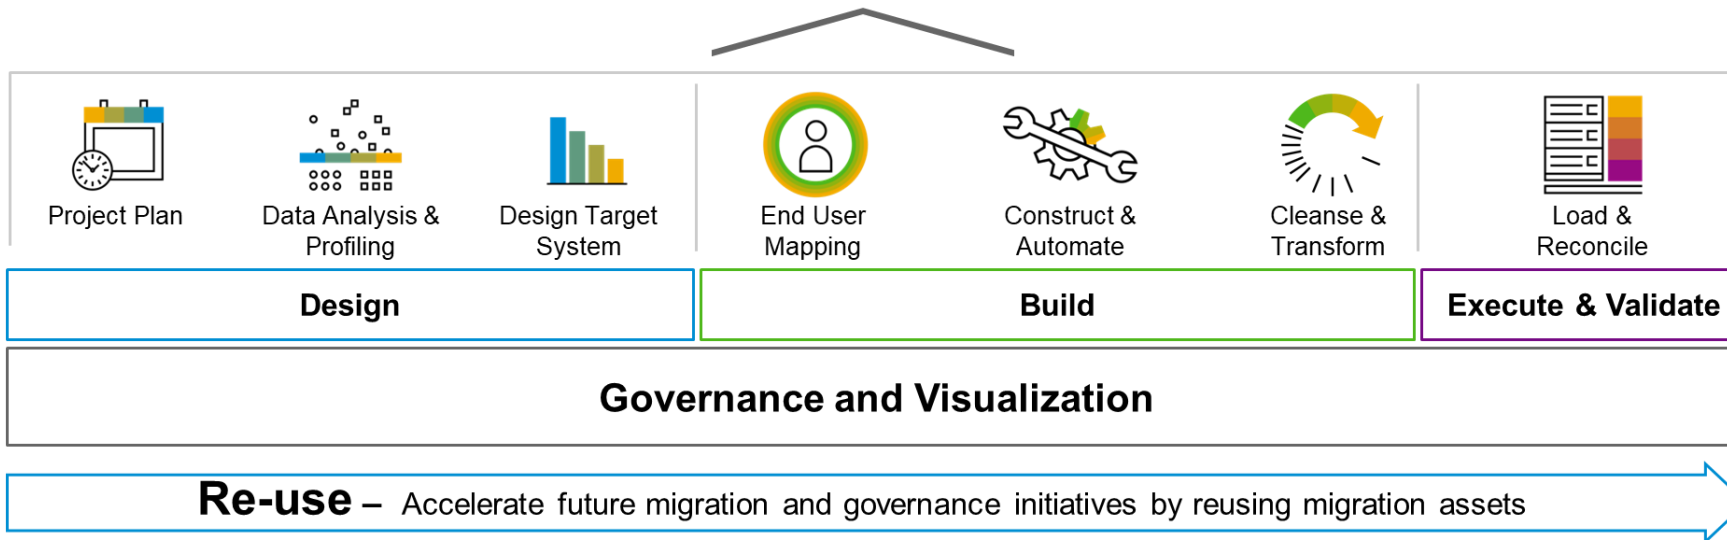 Project Plan
Data Analysis &
Profiling
Design Target
System
End User
Mapping
Construct &
Automate
Cleanse &
Transform
Load &
Reconcile
Design
Build
Execute & Validate
Governance and Visualization
Re-use – Accelerate future migration and governance initiatives by reusing migration assets